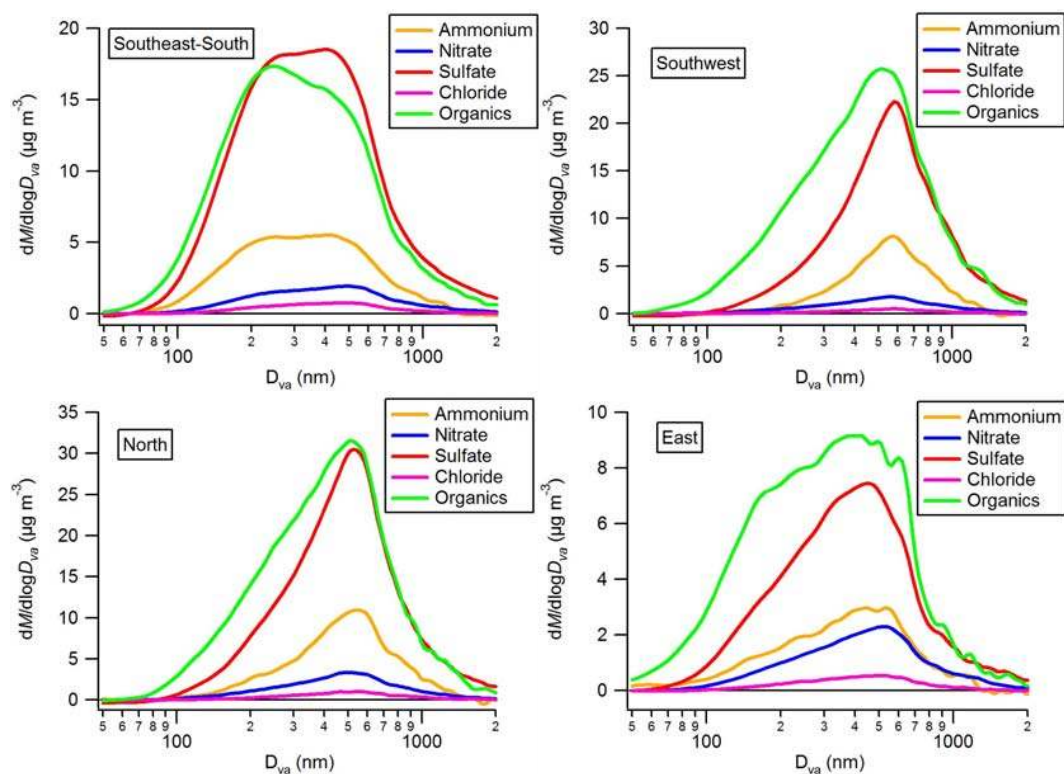 Southeast-South
Ammonium
Nitrate
Sulfate
Chloride
Organics
20
15
10
5
0
dM/dlogDva (µg m⁻³)
5 6 7 8 9 2 3 4 5 6 7 8 9 2
100 1000
Dva (nm)
Southwest
Ammonium
Nitrate
Sulfate
Chloride
Organics
30
25
20
15
10
5
0
dM/dlogDva (µg m⁻³)
5 6 7 8 9 2 3 4 5 6 7 8 9 2
100 1000
Dva (nm)
North
Ammonium
Nitrate
Sulfate
Chloride
Organics
35
30
25
20
15
10
5
0
dM/dlogDva (µg m⁻³)
5 6 7 8 9 2 3 4 5 6 7 8 9 2
100 1000
Dva (nm)
East
Ammonium
Nitrate
Sulfate
Chloride
Organics
10
8
6
4
2
0
dM/dlogDva (µg m⁻³)
5 6 7 8 9 2 3 4 5 6 7 8 9 2
100 1000
Dva (nm)